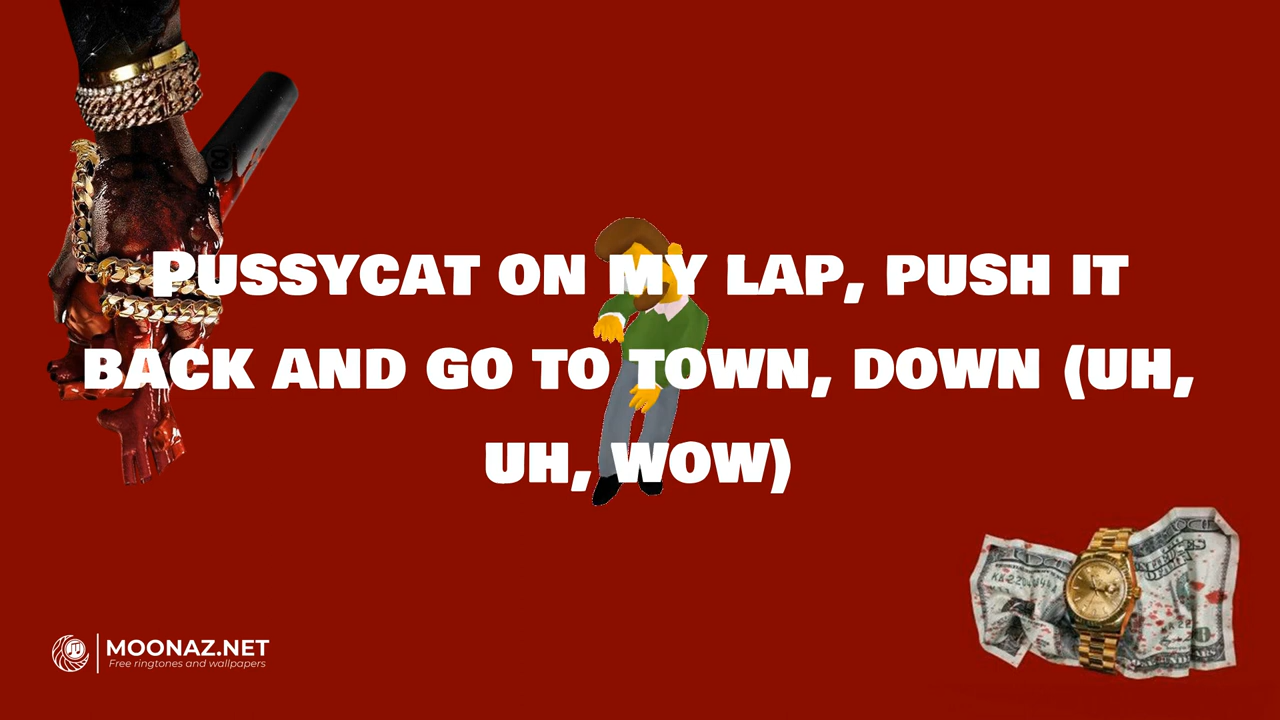 Pussycat on my lap, push it
back and go to town, down (uh,
uh, wow)
MOONAZ.NET
Free ringtones and wallpapers